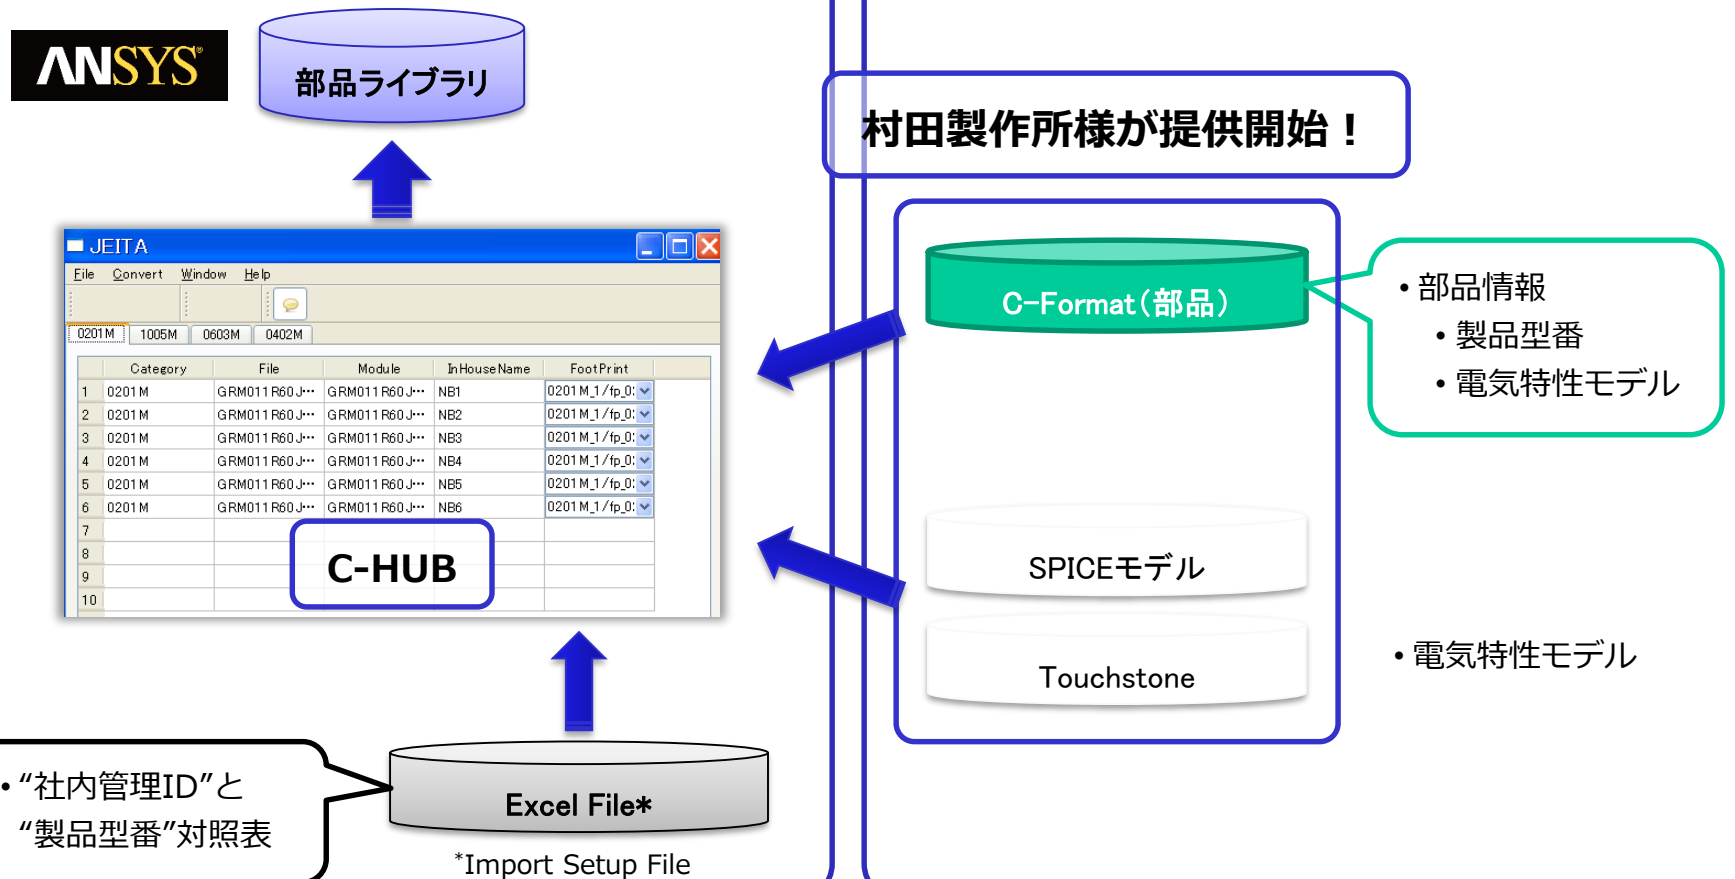 ANSYS®
部品ライブラリ
村田製作所様が提供開始！
JEITA
File Convert Window Help
0201M 1005M 0603M 0402M
Category File Module InHouseName FootPrint
1 0201M GRM011R60J… GRM011R60J… NB1 0201M_1/fp_0:
2 0201M GRM011R60J… GRM011R60J… NB2 0201M_1/fp_0:
3 0201M GRM011R60J… GRM011R60J… NB3 0201M_1/fp_0:
4 0201M GRM011R60J… GRM011R60J… NB4 0201M_1/fp_0:
5 0201M GRM011R60J… GRM011R60J… NB5 0201M_1/fp_0:
6 0201M GRM011R60J… GRM011R60J… NB6 0201M_1/fp_0:
7
8
9
10
C-HUB
C-Format（部品）
• 部品情報
• 製品型番
• 電気特性モデル
SPICEモデル
Touchstone
• 電気特性モデル
• “社内管理ID”と
“製品型番”対照表
Excel File*
*Import Setup File